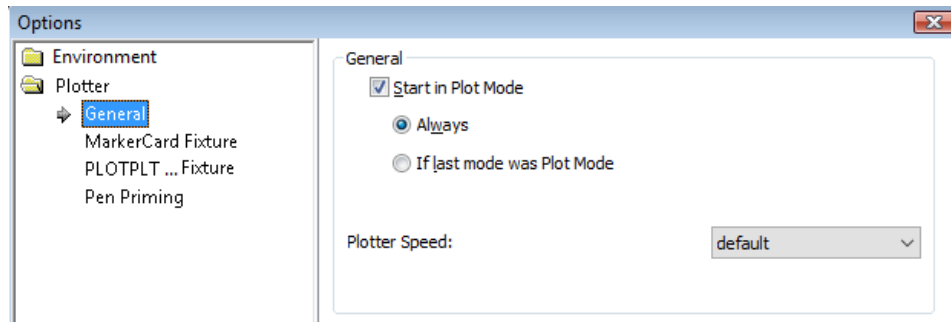 Options
Environment
Plotter
General
MarkerCard Fixture
PLOTPLT ... Fixture
Pen Priming
General
Start in Plot Mode
Always
If last mode was Plot Mode
Plotter Speed:
default